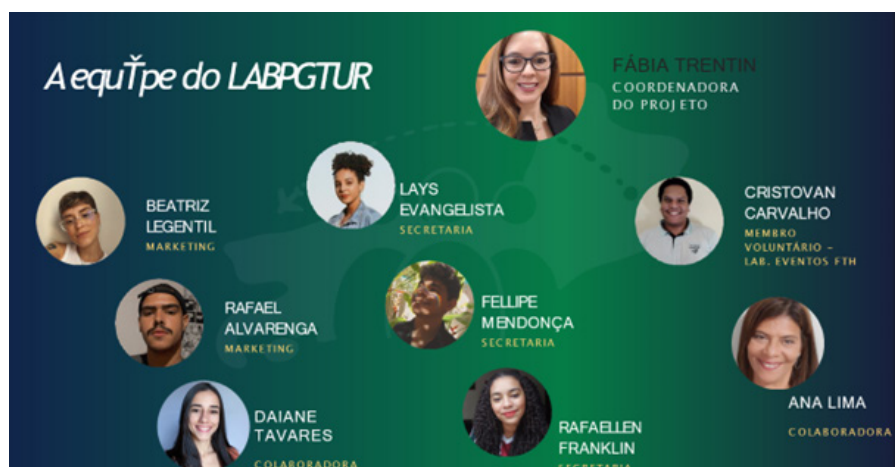 A equŤpe do LABPGTUR
FÁBIA TRENTIN
COORDENADORA
DO PROJETO
LAYS
EVANGELISTA
SECRETARIA
BEATRIZ
LEGENTIL
MARKETING
CRISTOVAN
CARVALHO
MEMBRO
VOLUNTÁRIO –
LAB. EVENTOS FTH
RAFAEL
ALVARENGA
MARKETING
FELLIPE
MENDONÇA
SECRETARIA
ANA LIMA
COLABORADORA
DAIANE
TAVARES
COLABORADORA
RAFAELLEN
FRANKLIN
SECRETARIA